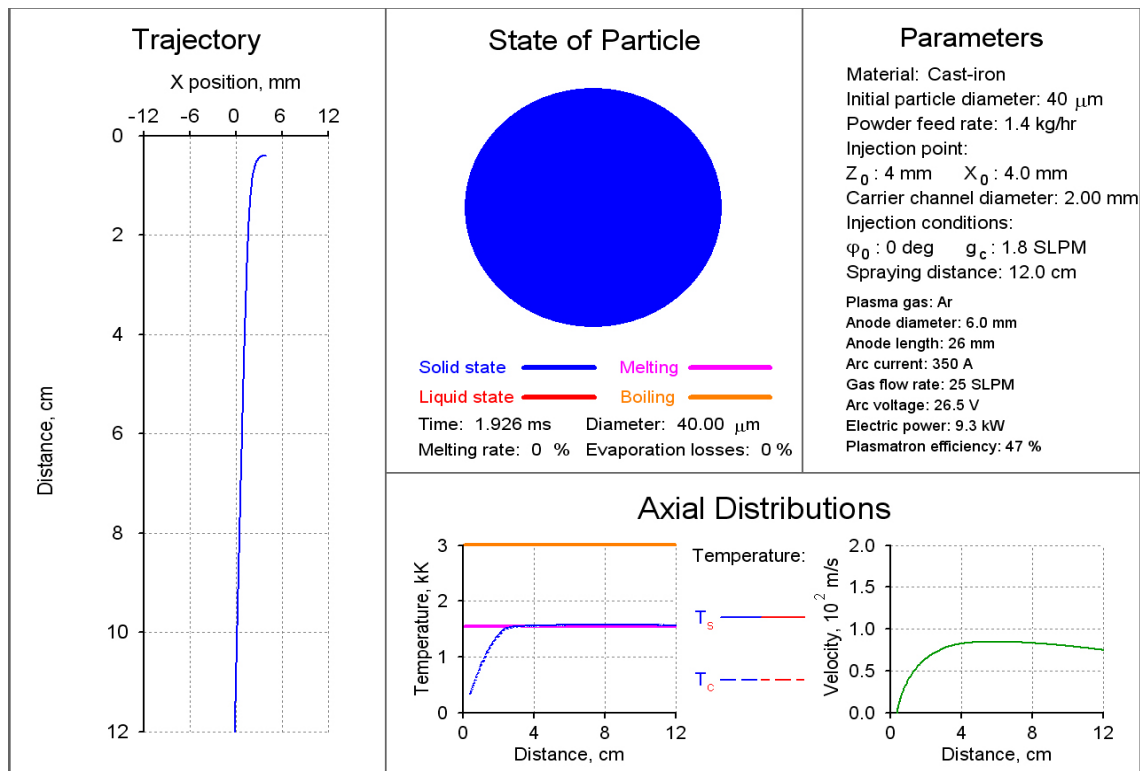 Trajectory
X position, mm
-12 -6 0 6 12
0
2
4
6
8
10
12
Distance, cm
State of Particle
Solid state Melting
Liquid state Boiling
Time: 1.926 ms Diameter: 40.00 μm
Melting rate: 0 % Evaporation losses: 0 %
Parameters
Material: Cast-iron
Initial particle diameter: 40 μm
Powder feed rate: 1.4 kg/hr
Injection point:
Z0 : 4 mm X0 : 4.0 mm
Carrier channel diameter: 2.00 mm
Injection conditions:
φ0 : 0 deg gc : 1.8 SLPM
Spraying distance: 12.0 cm
Plasma gas: Ar
Anode diameter: 6.0 mm
Anode length: 26 mm
Arc current: 350 A
Gas flow rate: 25 SLPM
Arc voltage: 26.5 V
Electric power: 9.3 kW
Plasmatron efficiency: 47 %
Axial Distributions
Temperature, kK
3
2
1
0
0 4 8 12
Distance, cm
Temperature:
Ts
Tc
Velocity, 10² m/s
2.0
1.5
1.0
0.5
0.0
0 4 8 12
Distance, cm